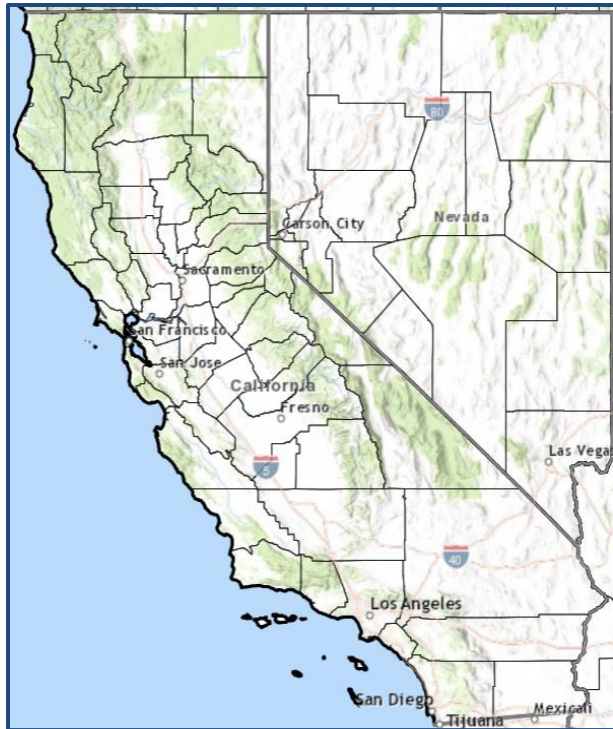 80
Carson City
Nevada
Sacramento
San Francisco
San Jose
California
Fresno
5
Las Vega
40
Los Angeles
San Diego
Mexicali
Tijuana